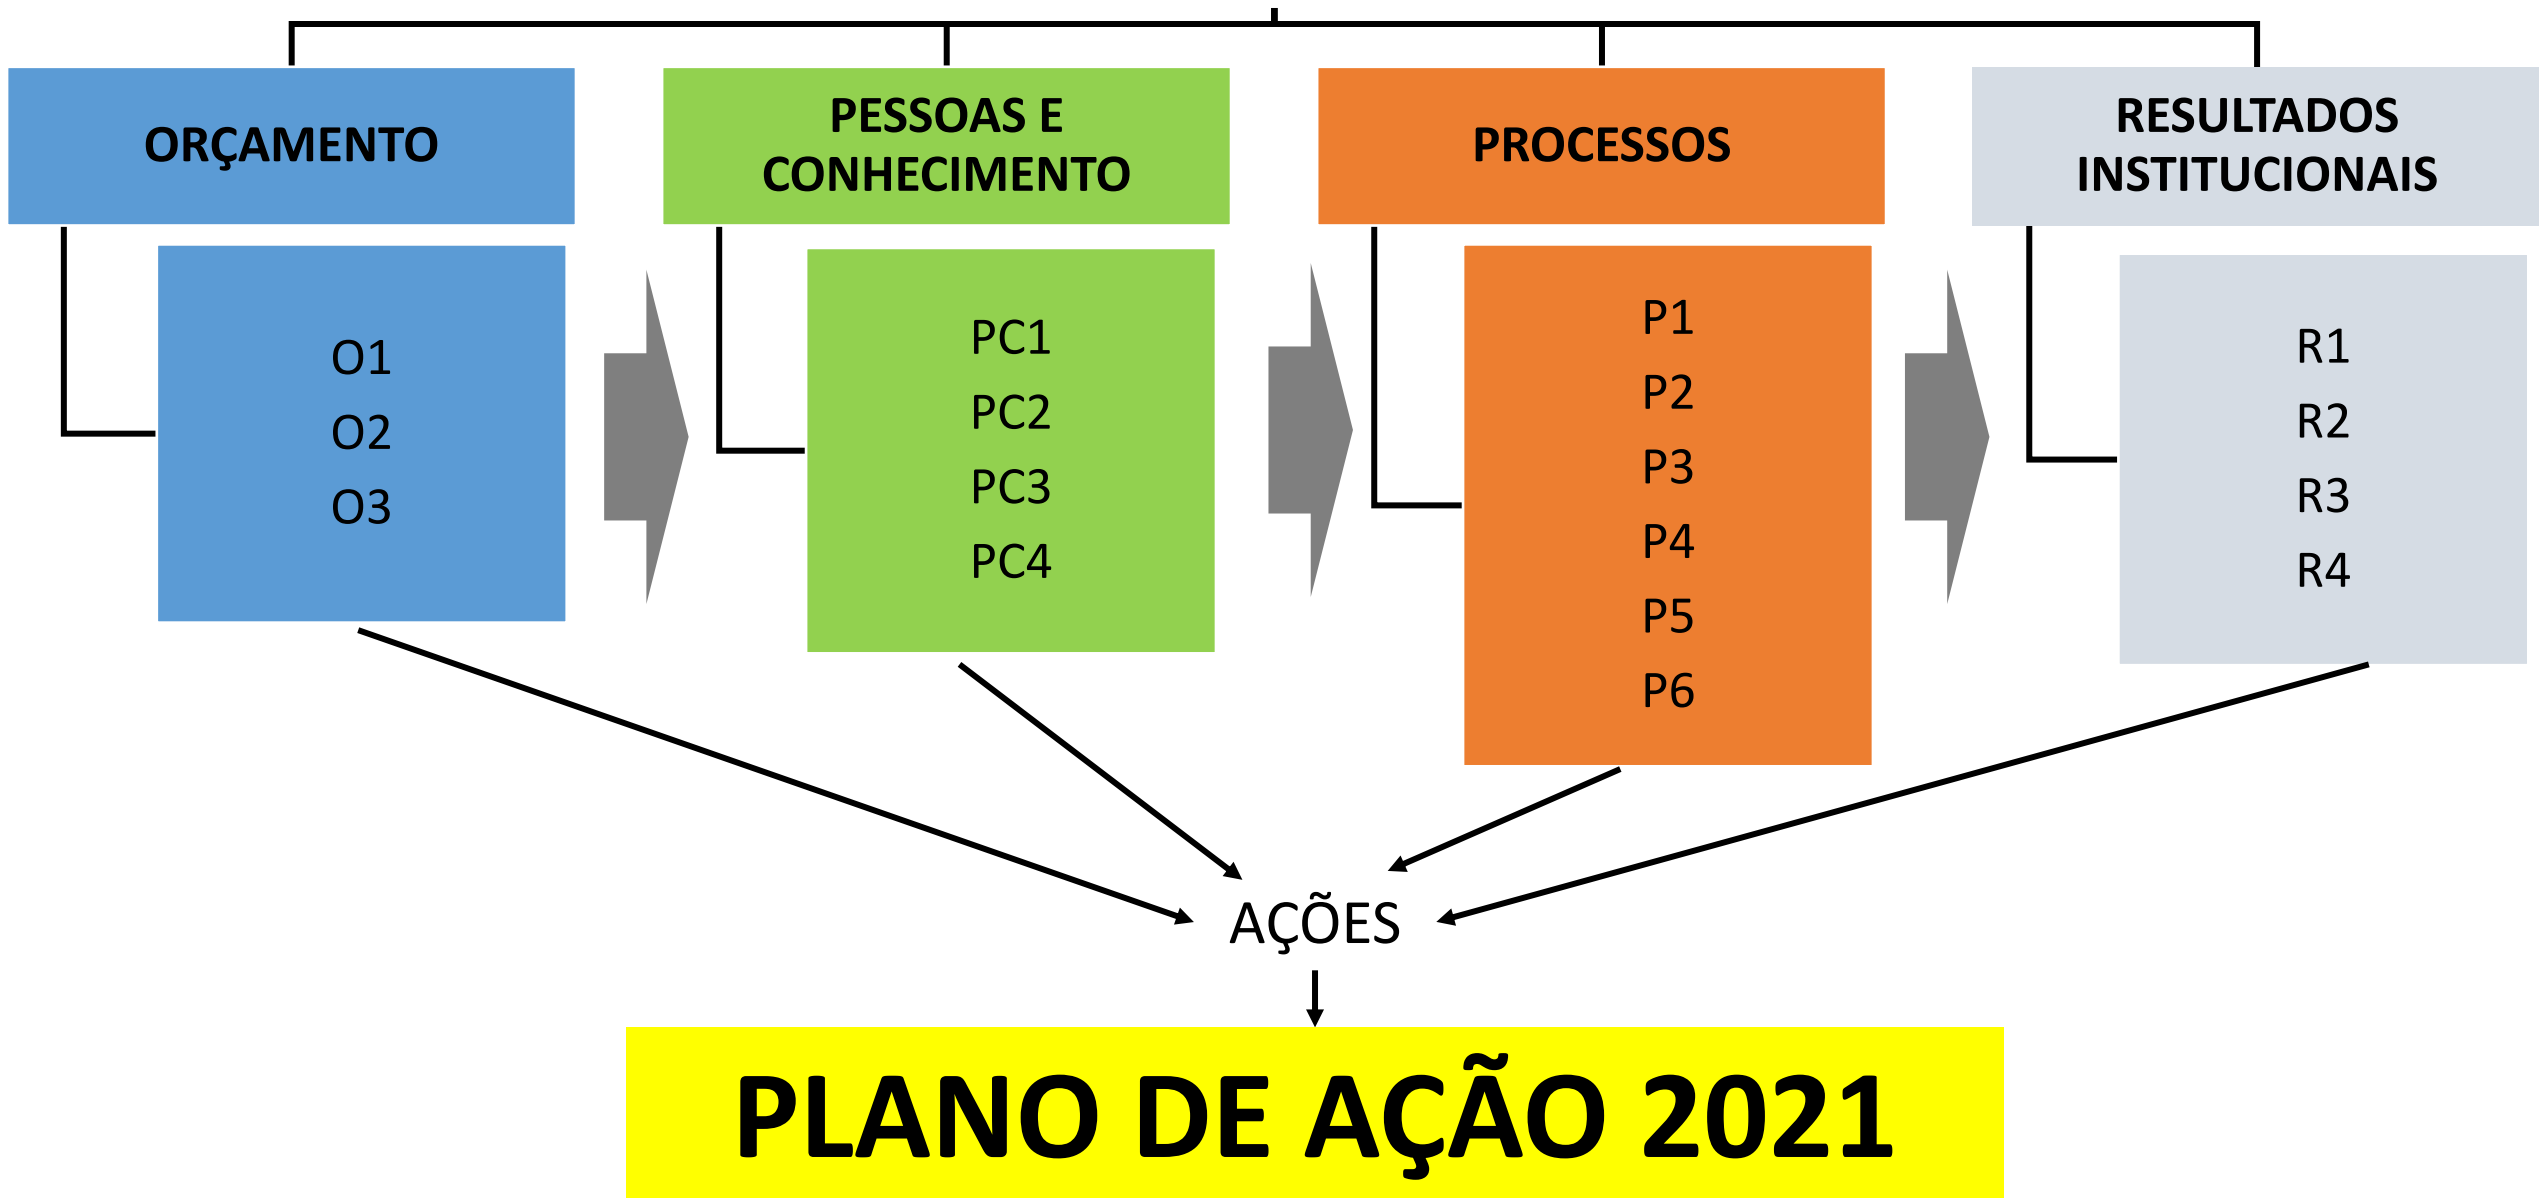 ORÇAMENTO
PESSOAS E
CONHECIMENTO
PROCESSOS
RESULTADOS
INSTITUCIONAIS
O1
O2
O3
PC1
PC2
PC3
PC4
P1
P2
P3
P4
P5
P6
R1
R2
R3
R4
AÇÕES
PLANO DE AÇÃO 2021